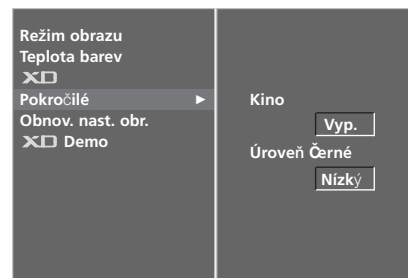 Režim obrazu
Teplota barev
XD
Pokročilé ►
Obnov. nast. obr.
XD Demo
Kino
Vyp.
Úroveň Černé
Nízký